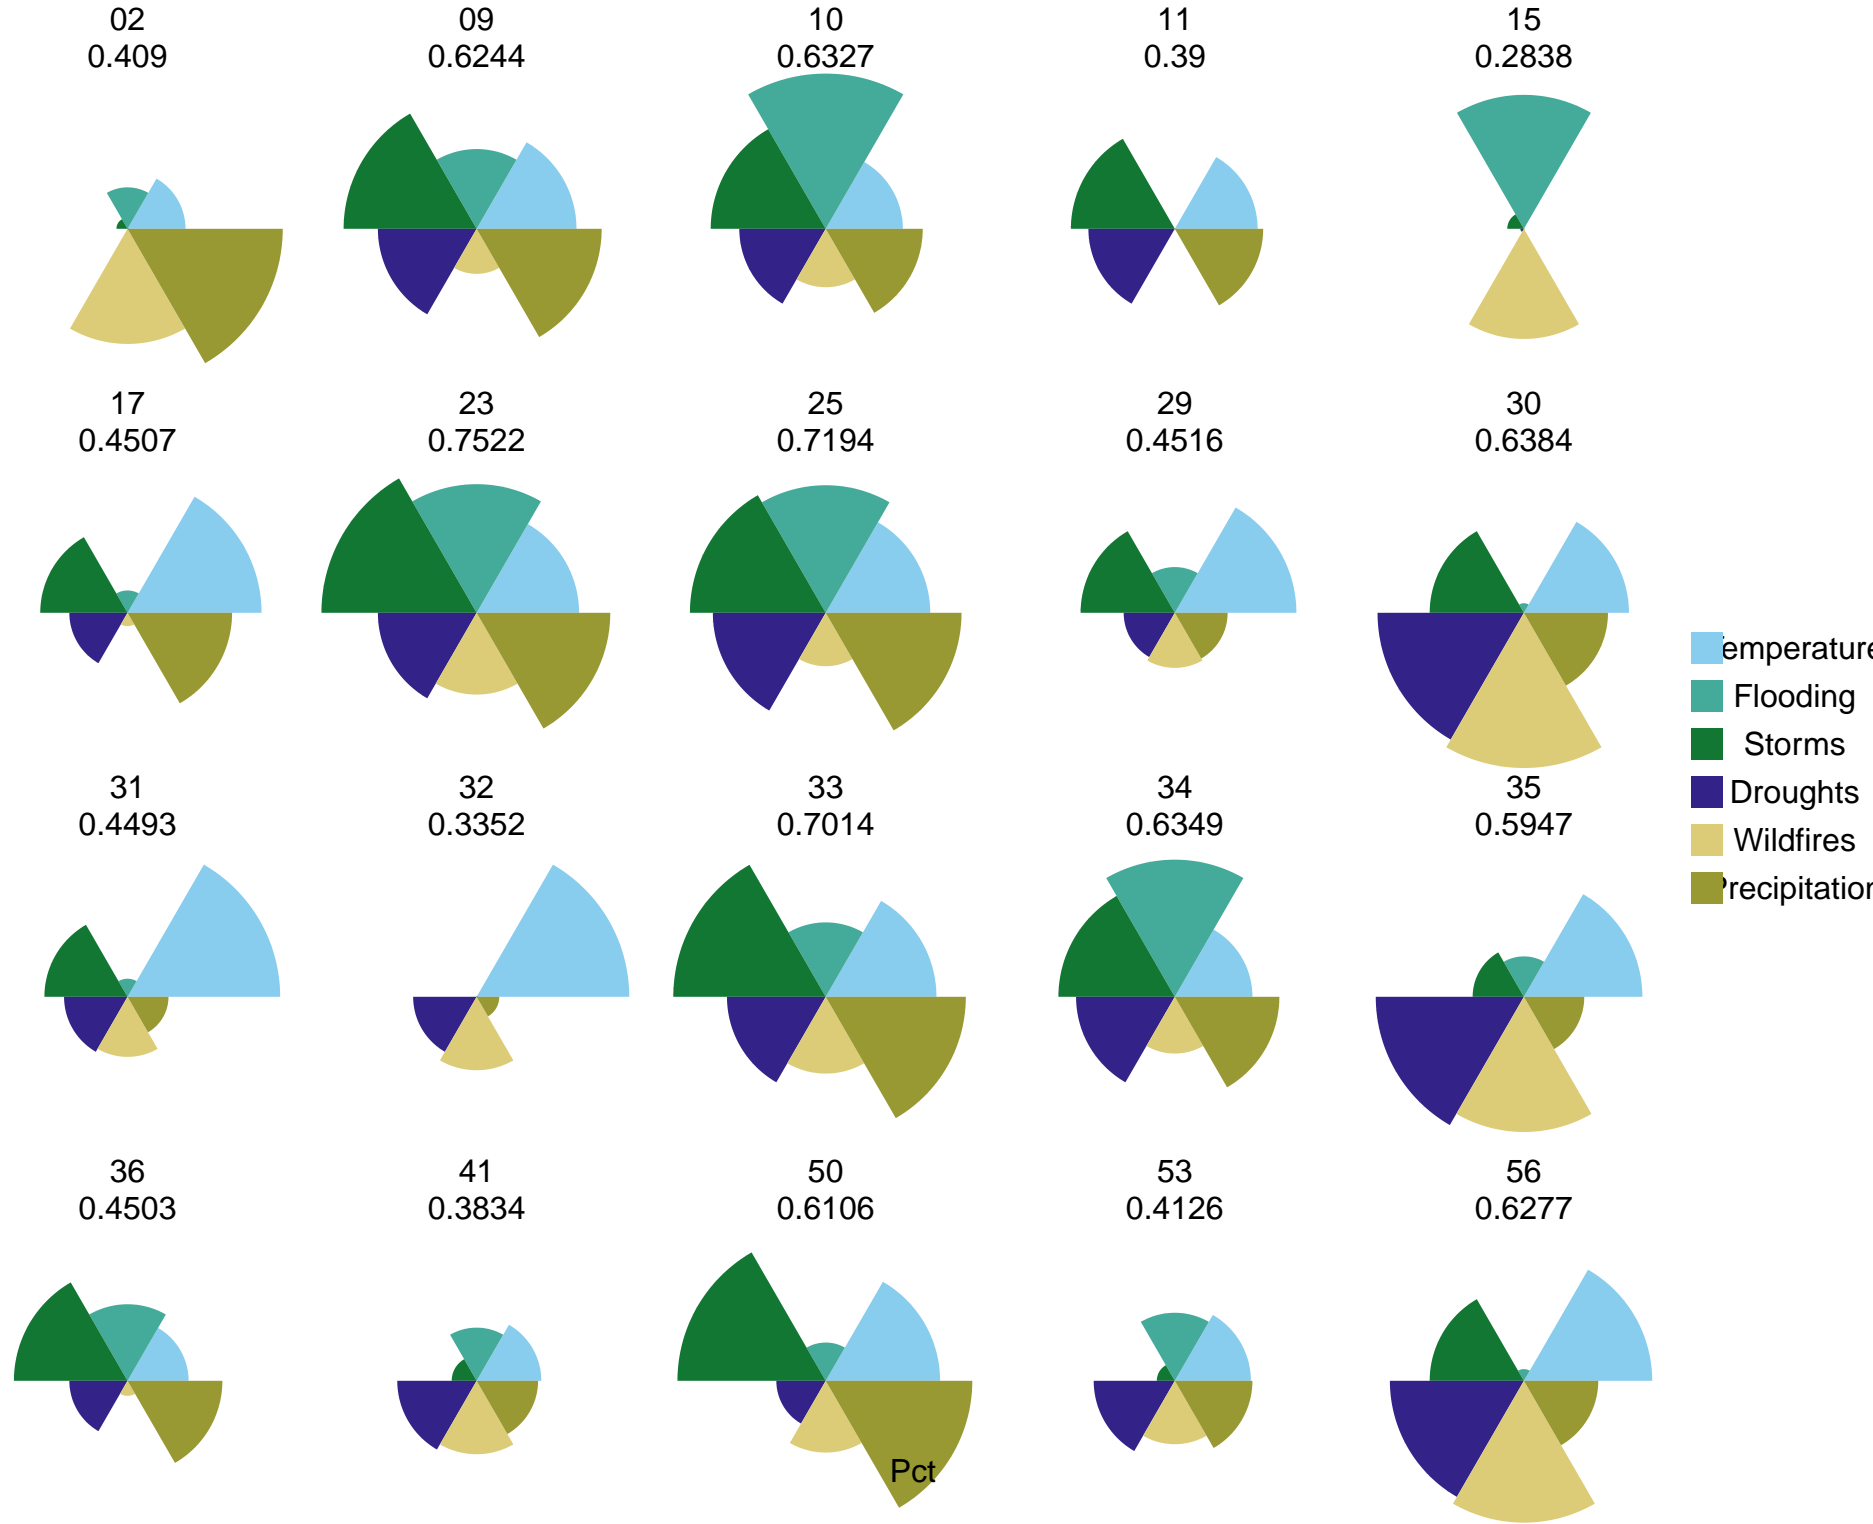 02 09 10 11 15
0.409 0.6244 0.6327 0.39 0.2838
17 23 25 29 30
0.4507 0.7522 0.7194 0.4516 0.6384
emperature
Flooding
Storms
31 32 33 34 35
0.4493 0.3352 0.7014 0.6349 0.5947
Droughts
Wildfires
Precipitation
36 41 50 53 56
0.4503 0.3834 0.6106 0.4126 0.6277
Pct